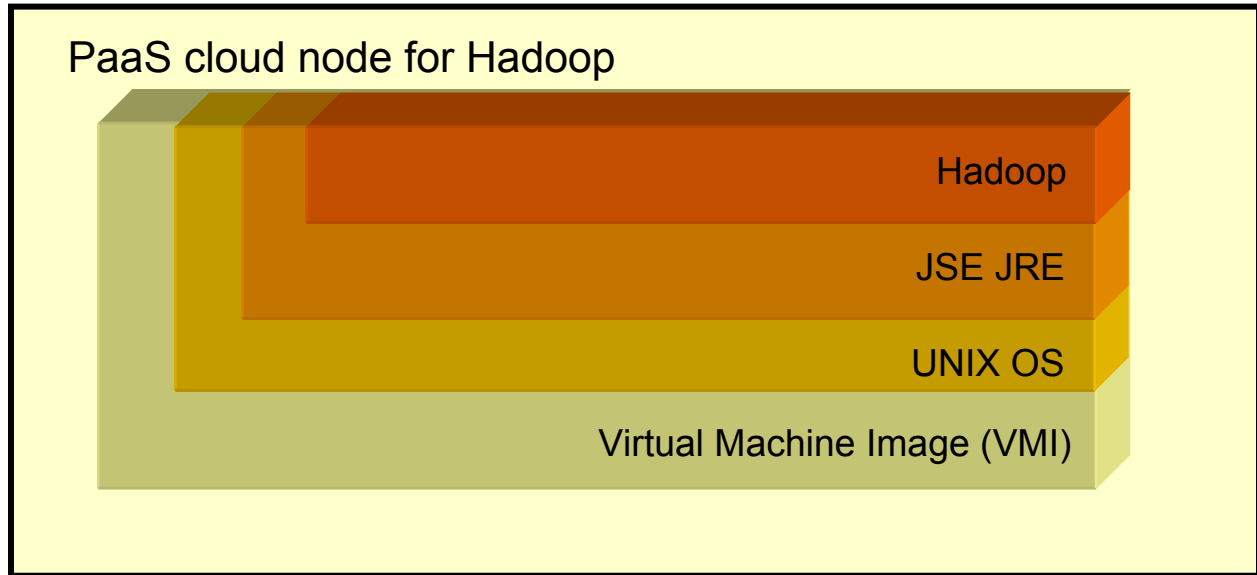 PaaS cloud node for Hadoop
Hadoop
JSE JRE
UNIX OS
Virtual Machine Image (VMI)